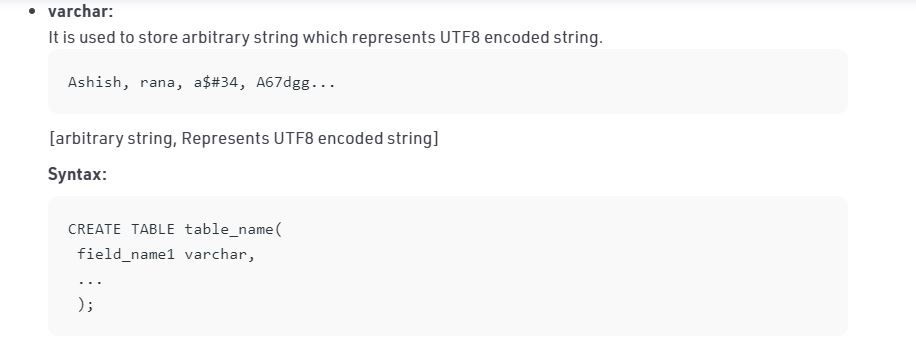 • varchar:
It is used to store arbitrary string which represents UTF8 encoded string.
Ashish, rana, a$#34, A67dgg...
[arbitrary string, Represents UTF8 encoded string]
Syntax:
CREATE TABLE table_name(
 field_name1 varchar,
 ...
 );